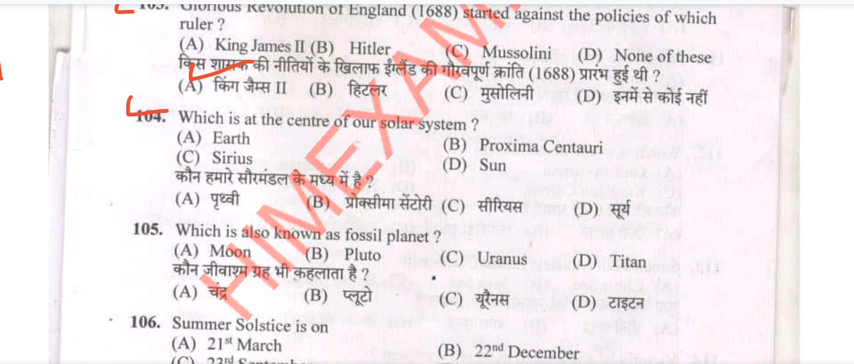 103. Glorious Revolution of England (1688) started against the policies of which
ruler ?
(A) King James II (B) Hitler (C) Mussolini (D) None of these
किस शासक की नीतियों के खिलाफ ईंग्लैंड की गौरवपूर्ण क्रांति (1688) प्रारंभ हुई थी ?
(A) किंग जैम्स II (B) हिटलर (C) मुसोलिनी (D) इनमें से कोई नहीं
104. Which is at the centre of our solar system ?
(A) Earth (B) Proxima Centauri
(C) Sirius (D) Sun
कौन हमारे सौरमंडल के मध्य में है ?
(A) पृथ्वी (B) प्रोक्सीमा सेंटोरी (C) सीरियस (D) सूर्य
105. Which is also known as fossil planet ?
(A) Moon (B) Pluto (C) Uranus (D) Titan
कौन जीवाश्म ग्रह भी कहलाता है ?
(A) चंद्र (B) प्लूटो (C) यूरैनस (D) टाइटन
106. Summer Solstice is on
(A) 21st March (B) 22nd December
(C) 23rd
HIMEXAM